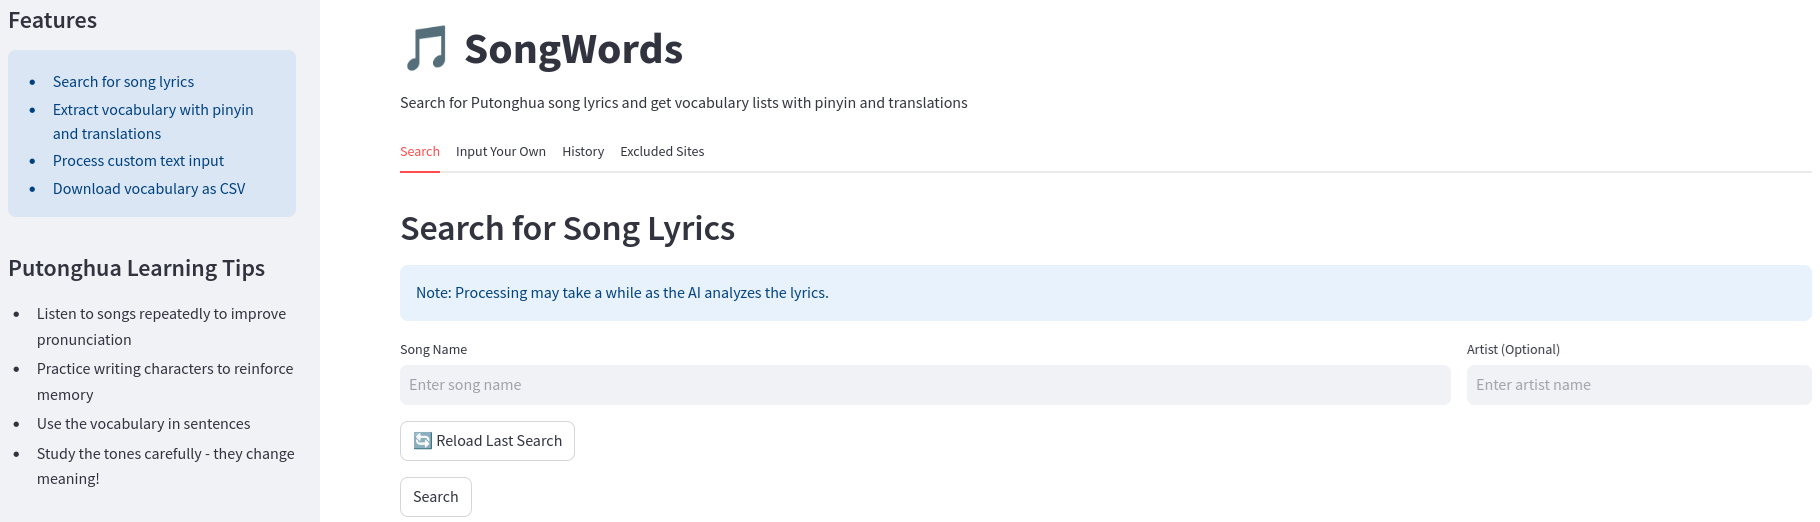 Features
Search for song lyrics
Extract vocabulary with pinyin
and translations
Process custom text input
Download vocabulary as CSV
Putonghua Learning Tips
Listen to songs repeatedly to improve
pronunciation
Practice writing characters to reinforce
memory
Use the vocabulary in sentences
Study the tones carefully - they change
meaning!
SongWords
Search for Putonghua song lyrics and get vocabulary lists with pinyin and translations
Search Input Your Own History Excluded Sites
Search for Song Lyrics
Note: Processing may take a while as the AI analyzes the lyrics.
Song Name Artist (Optional)
Enter song name Enter artist name
Reload Last Search
Search